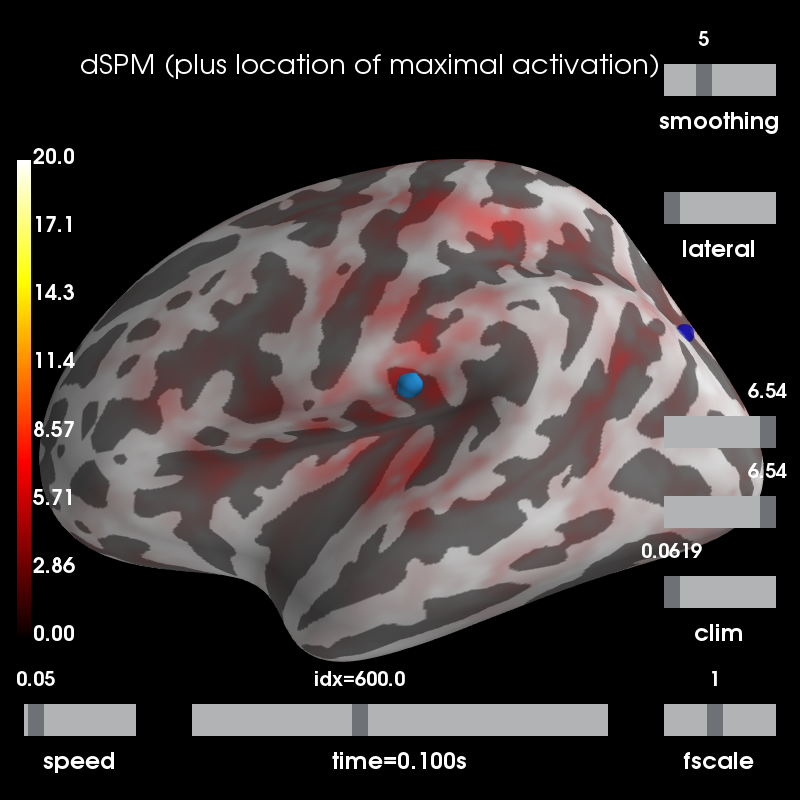 5
dSPM (plus location of maximal activation)
smoothing
20.0
17.1
lateral
14.3
11.4
6.54
8.57
6.54
5.71
0.0619
2.86
0.00
clim
0.05
idx=600.0
1
speed
time=0.100s
fscale